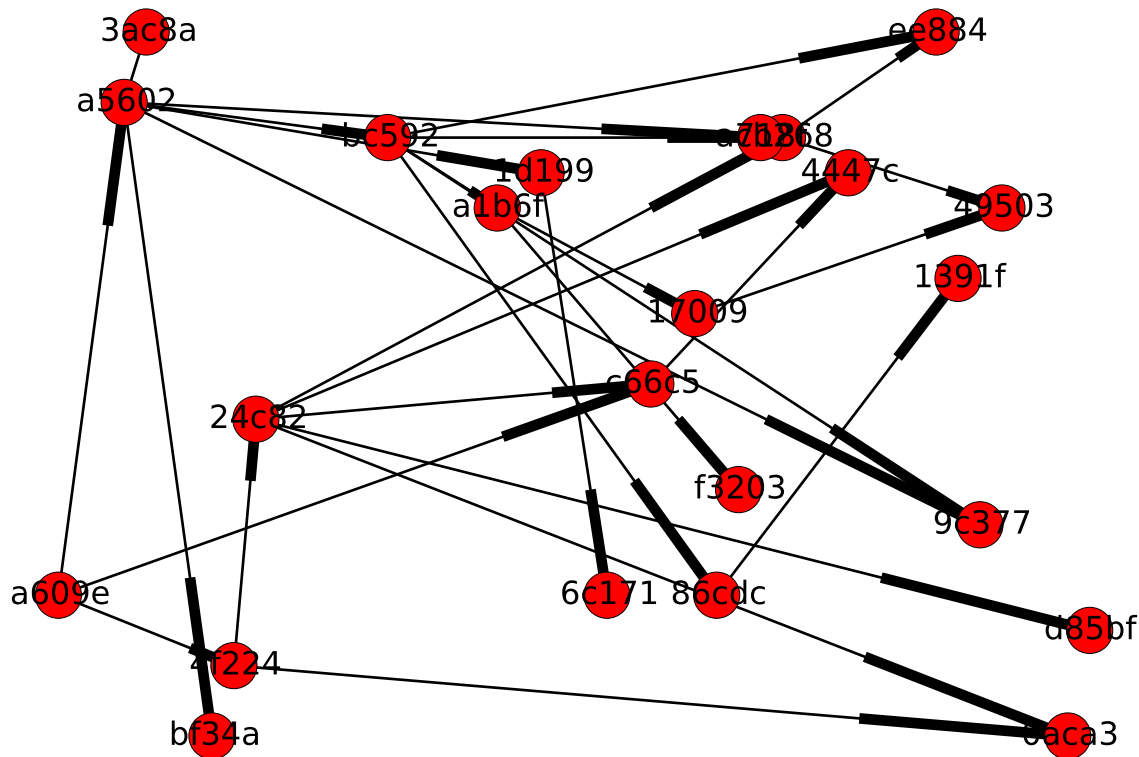 3ac8a
ee884
a5602
bc592
1d199
4447c
a1b6f
49503
1391f
17009
c66c5
24c82
f3203
9c377
a609e
6c171
86cdc
d85bf
4f224
bf34a